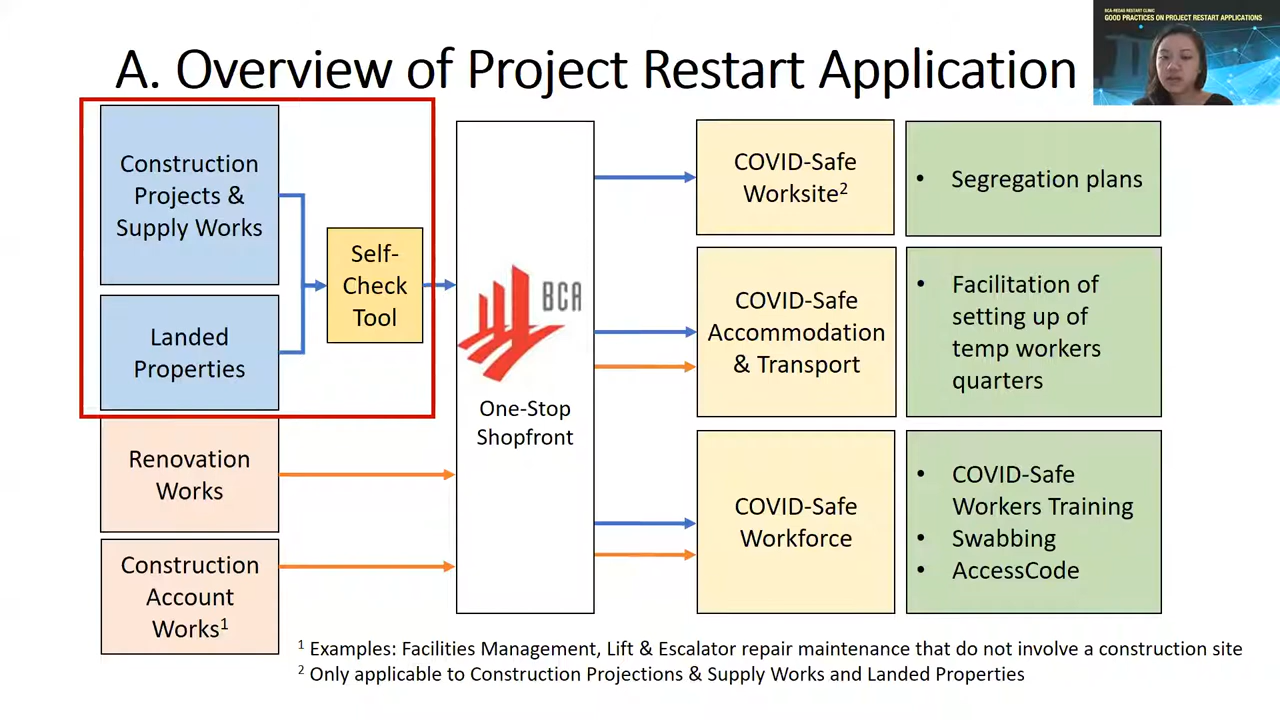 A. Overview of Project Restart Application
BCA-REDAS RESTART CLINIC
GOOD PRACTICES ON PROJECT RESTART APPLICATIONS
Construction
Projects &
Supply Works
Landed
Properties
Self-
Check
Tool
Renovation
Works
Construction
Account
Works¹
BCA
One-Stop
Shopfront
COVID-Safe
Worksite²
• Segregation plans
COVID-Safe
Accommodation
& Transport
• Facilitation of
setting up of
temp workers
quarters
COVID-Safe
Workforce
• COVID-Safe
Workers Training
• Swabbing
• AccessCode
¹ Examples: Facilities Management, Lift & Escalator repair maintenance that do not involve a construction site
² Only applicable to Construction Projections & Supply Works and Landed Properties